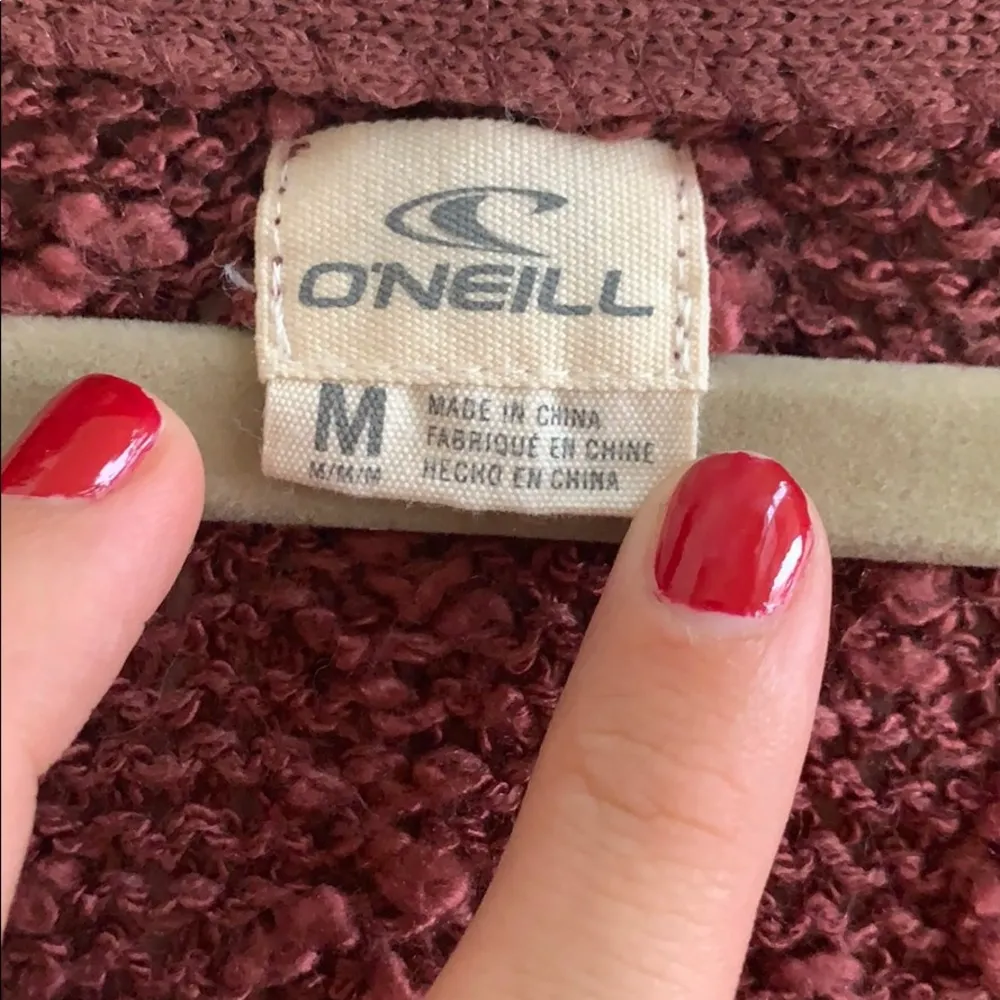 O'NEILL
M
M/M/M
MADE IN CHINA
FABRIQUÉ EN CHINE
HECHO EN CHINA